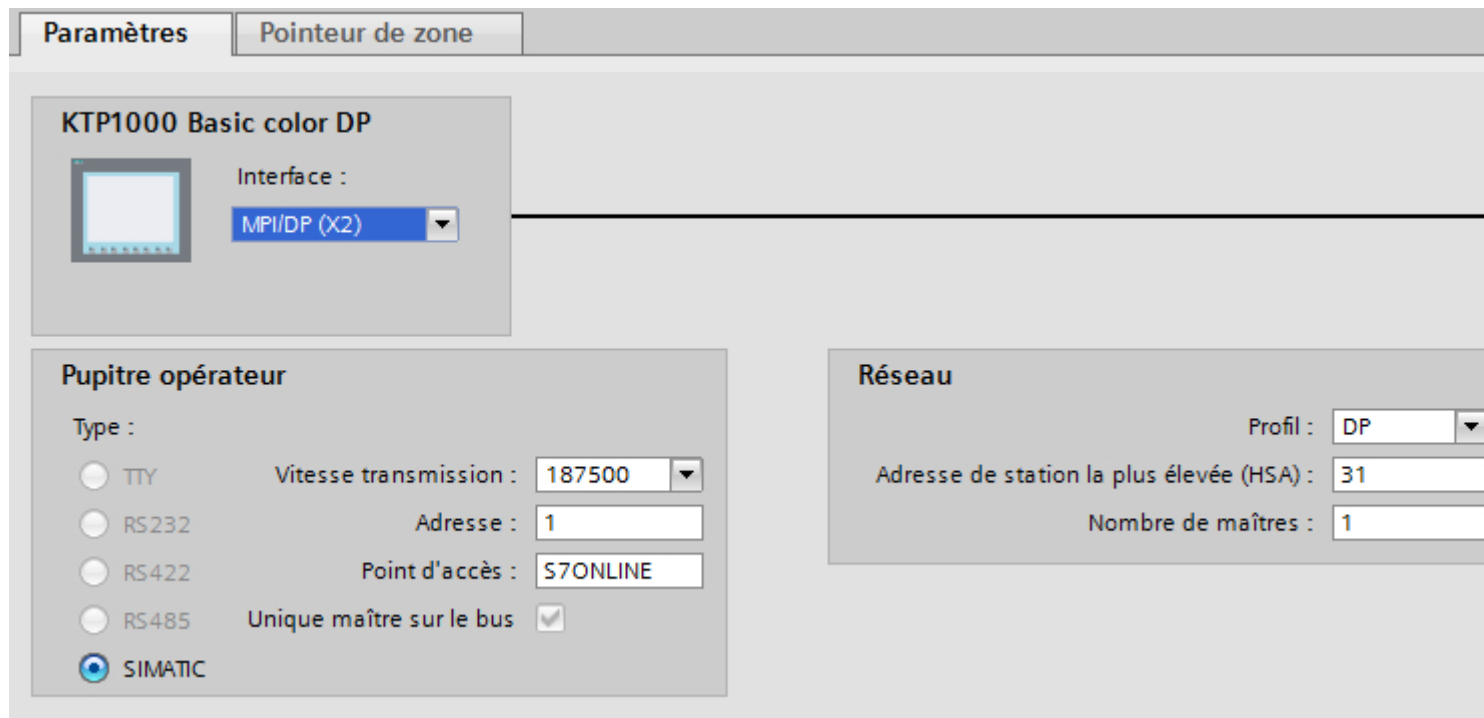 Paramètres
Pointeur de zone
KTP1000 Basic color DP
Interface :
MPI/DP (X2)
Pupitre opérateur
Type :
TTY
Vitesse transmission : 187500
RS232
Adresse : 1
RS422
Point d'accès : S7ONLINE
RS485
Unique maître sur le bus
SIMATIC
Réseau
Profil : DP
Adresse de station la plus élevée (HSA) : 31
Nombre de maîtres : 1